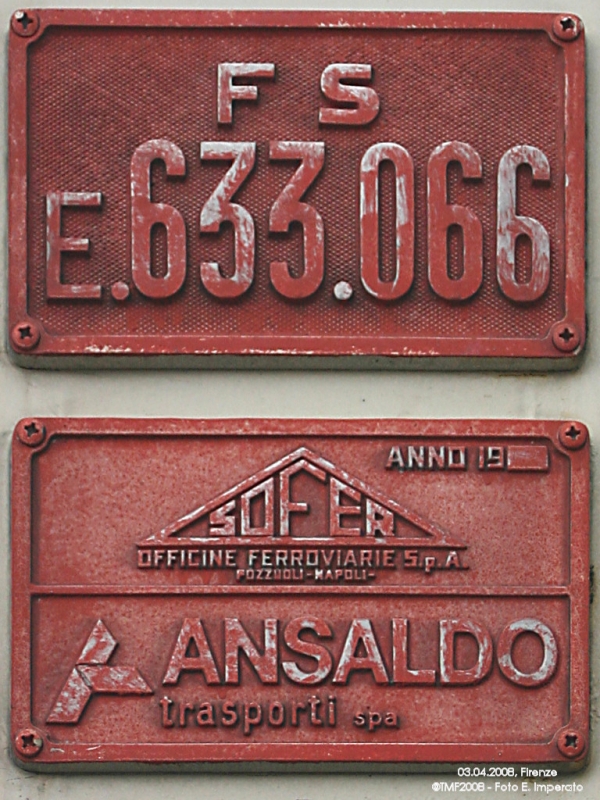 FS
E.633.066
ANNO 19
SOFER
OFFICINE FERROVIARIE S.p.A.
POZZUOLI-NAPOLI-
ANSALDO
trasporti spa
03.04.2008, Firenze
©TMF2008 - Foto E. Imperato